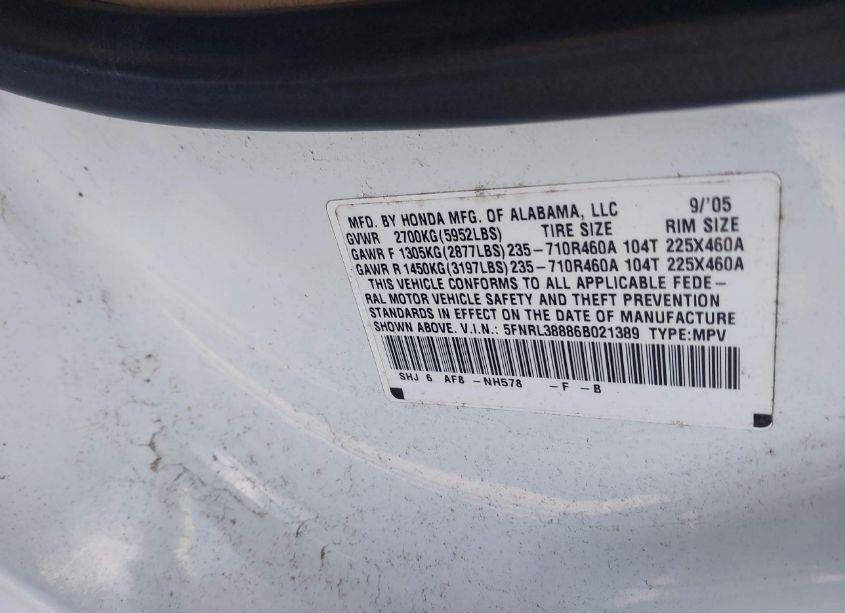 MFD. BY HONDA MFG. OF ALABAMA, LLC 9/'05
GVWR 2700KG(5952LBS) TIRE SIZE RIM SIZE
GAWR F 1305KG(2877LBS) 235-710R460A 104T 225X460A
GAWR R 1450KG(3197LBS) 235-710R460A 104T 225X460A
THIS VEHICLE CONFORMS TO ALL APPLICABLE FEDE-
RAL MOTOR VEHICLE SAFETY AND THEFT PREVENTION
STANDARDS IN EFFECT ON THE DATE OF MANUFACTURE
SHOWN ABOVE. V.I.N.: 5FNRL38886B021389 TYPE:MPV
SHJ 6 AF8 -NH578 -F -B